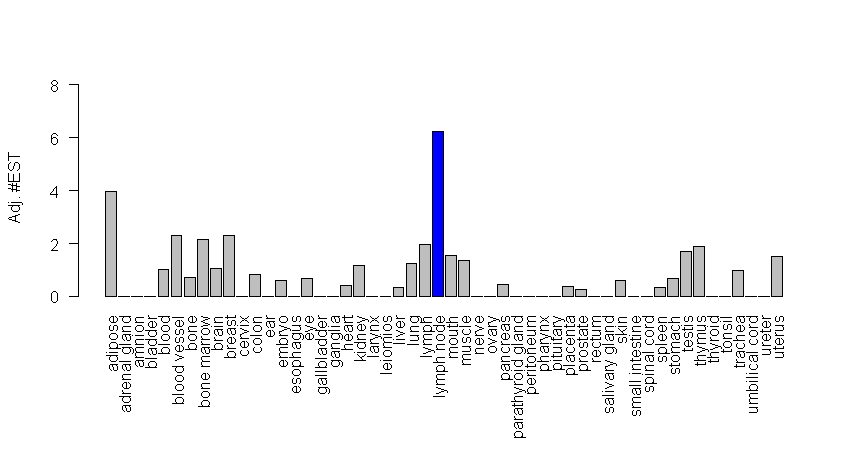 Adj. #EST
8
6
4
2
0
adipose
adrenal gland
amnion
bladder
blood
blood vessel
bone
bone marrow
brain
breast
cervix
colon
ear
embryo
esophagus
eye
gallbladder
ganglia
heart
kidney
larynx
leiomios
liver
lung
lymph
lymph node
mouth
muscle
nerve
ovary
pancreas
parathyroid gland
peritoneum
pharynx
pituitary
placenta
prostate
rectum
salivary gland
skin
small intestine
spinal cord
spleen
stomach
testis
thymus
thyroid
tonsil
trachea
umbilical cord
ureter
uterus